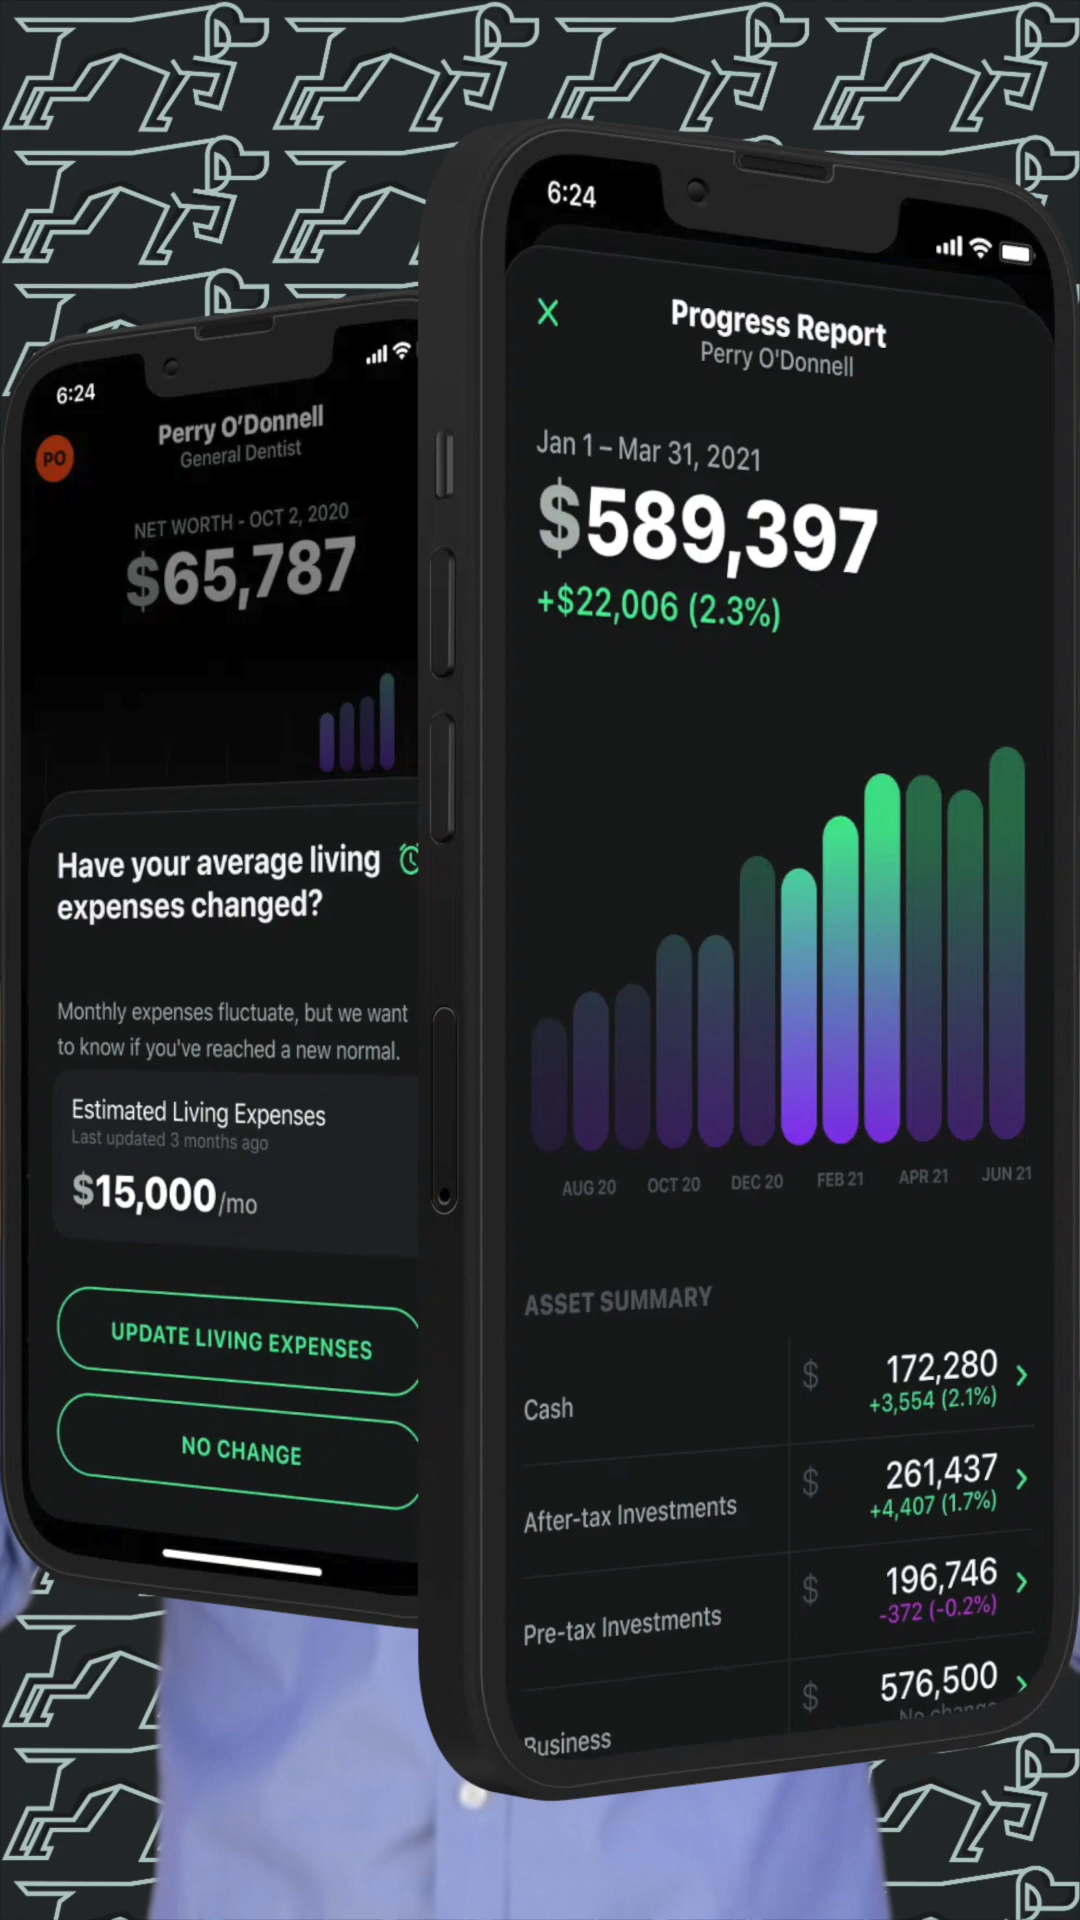 6:24
Perry O'Donnell
General Dentist
PO
NET WORTH - OCT 2, 2020
$65,787
Have your average living
expenses changed?
Monthly expenses fluctuate, but we want
to know if you've reached a new normal.
Estimated Living Expenses
Last updated 3 months ago
$15,000/mo
UPDATE LIVING EXPENSES
NO CHANGE
6:24
Progress Report
Perry O'Donnell
Jan 1 – Mar 31, 2021
$589,397
+$22,006 (2.3%)
AUG 20 OCT 20 DEC 20 FEB 21 APR 21 JUN 21
ASSET SUMMARY
Cash $ 172,280
+3,554 (2.1%)
After-tax Investments $ 261,437
+4,407 (1.7%)
Pre-tax Investments $ 196,746
-372 (-0.2%)
Business $ 576,500
No change